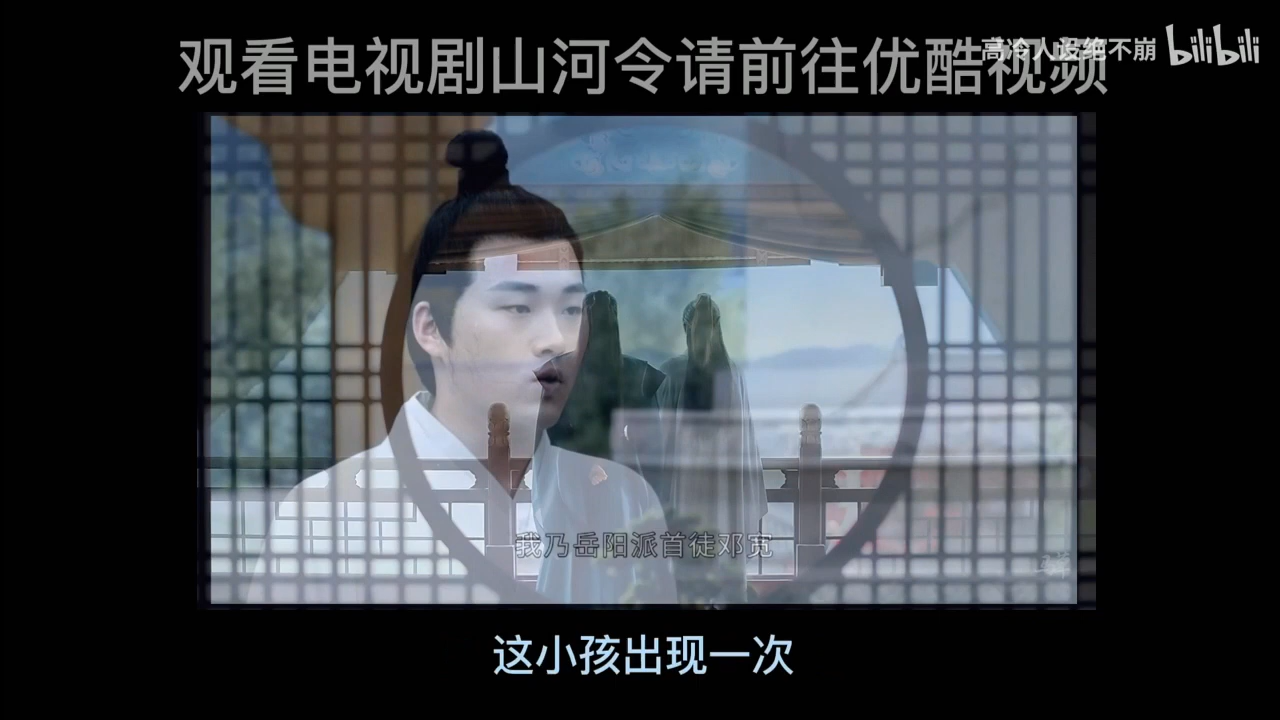 观看电视剧山河令请前往优酷视频
高冷人设绝不崩 bilibili
我乃岳阳派首徒邓宽
这小孩出现一次